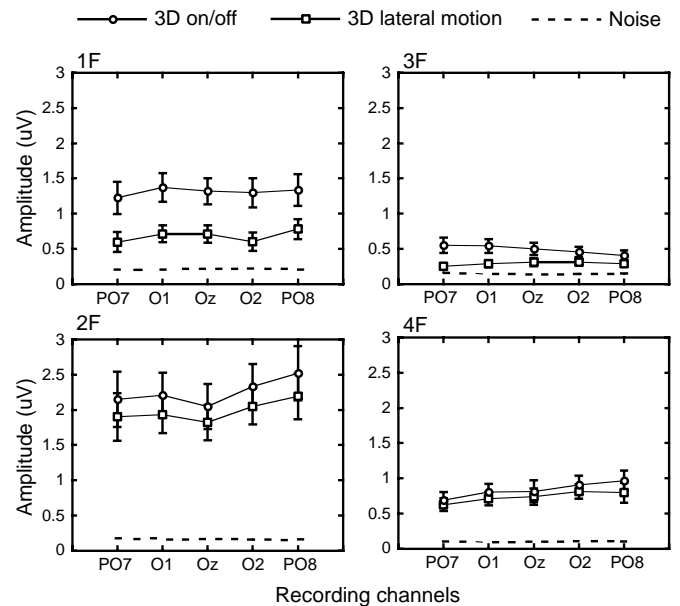 3D on/off 3D lateral motion Noise
1F
3
2.5
2
1.5
1
0.5
0
PO7 O1 Oz O2 PO8
Amplitude (uV)
3F
3
2.5
2
1.5
1
0.5
0
PO7 O1 Oz O2 PO8
2F
3
2.5
2
1.5
1
0.5
0
PO7 O1 Oz O2 PO8
Amplitude (uV)
4F
3
2.5
2
1.5
1
0.5
0
PO7 O1 Oz O2 PO8
Recording channels